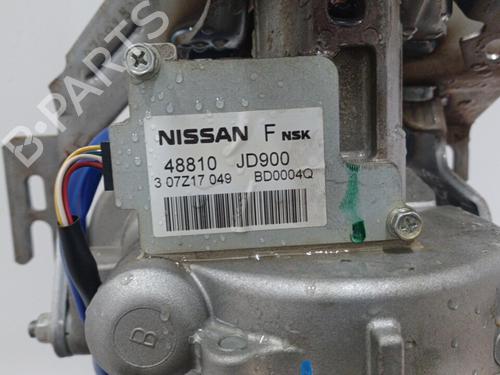 B-PARTS
NISSAN F NSK
48810 JD900
3 07Z17 049 BD0004Q
B